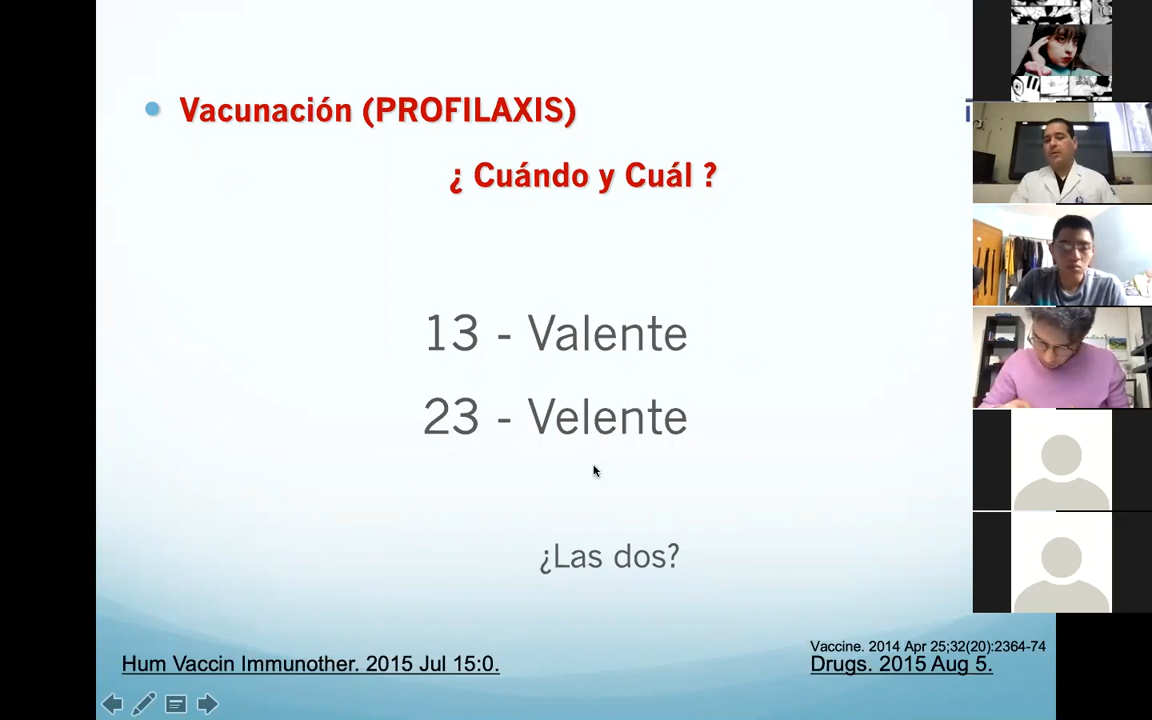 Vacunación (PROFILAXIS)
¿ Cuándo y Cuál ?
13 - Valente
23 - Velente
¿Las dos?
Hum Vaccin Immunother. 2015 Jul 15:0.
Vaccine. 2014 Apr 25;32(20):2364-74
Drugs. 2015 Aug 5.